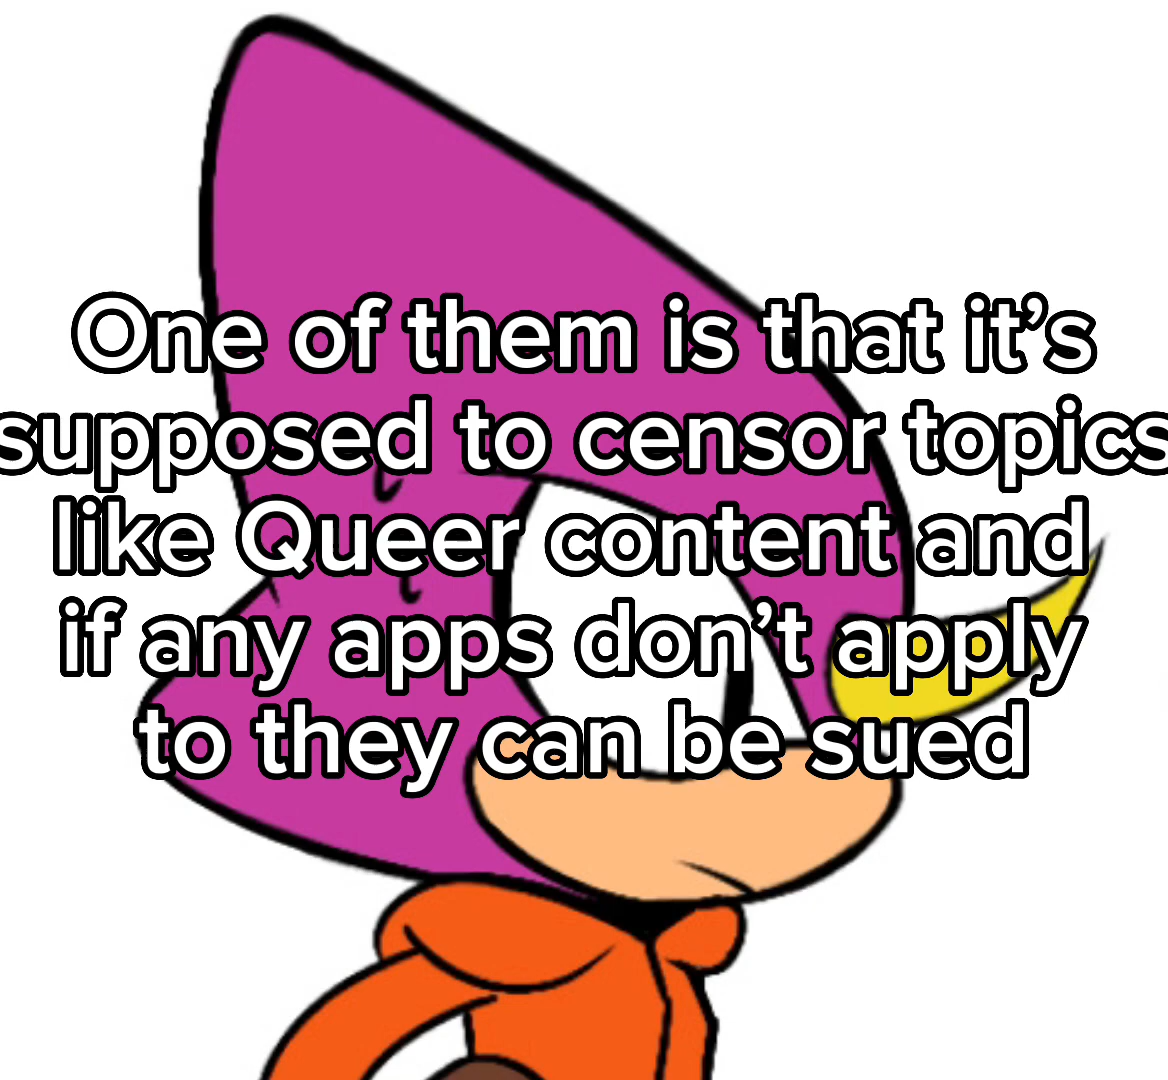 One of them is that it’s
supposed to censor topics
like Queer content and
if any apps don’t apply
to they can be sued